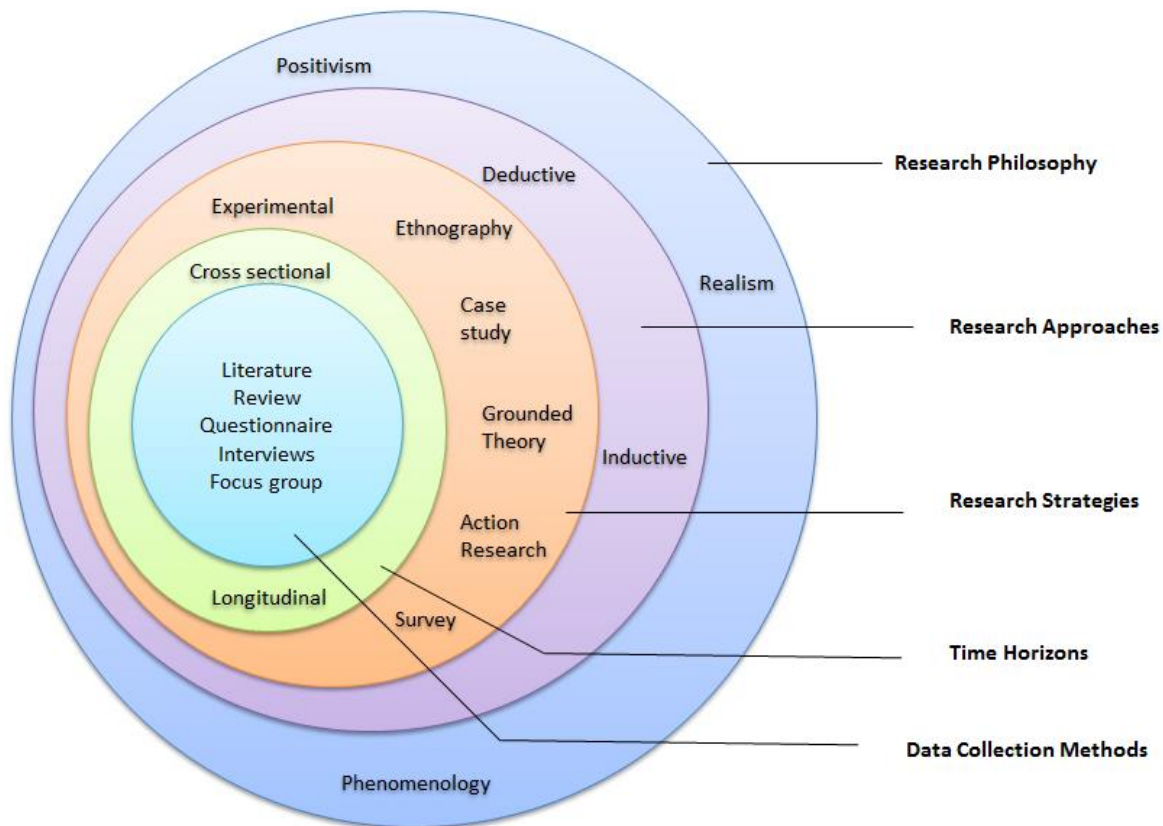 Positivism
Research Philosophy
Deductive
Experimental
Ethnography
Cross sectional
Realism
Case
study
Research Approaches
Literature
Review
Questionnaire
Interviews
Focus group
Grounded
Theory
Inductive
Research Strategies
Action
Research
Longitudinal
Survey
Time Horizons
Data Collection Methods
Phenomenology